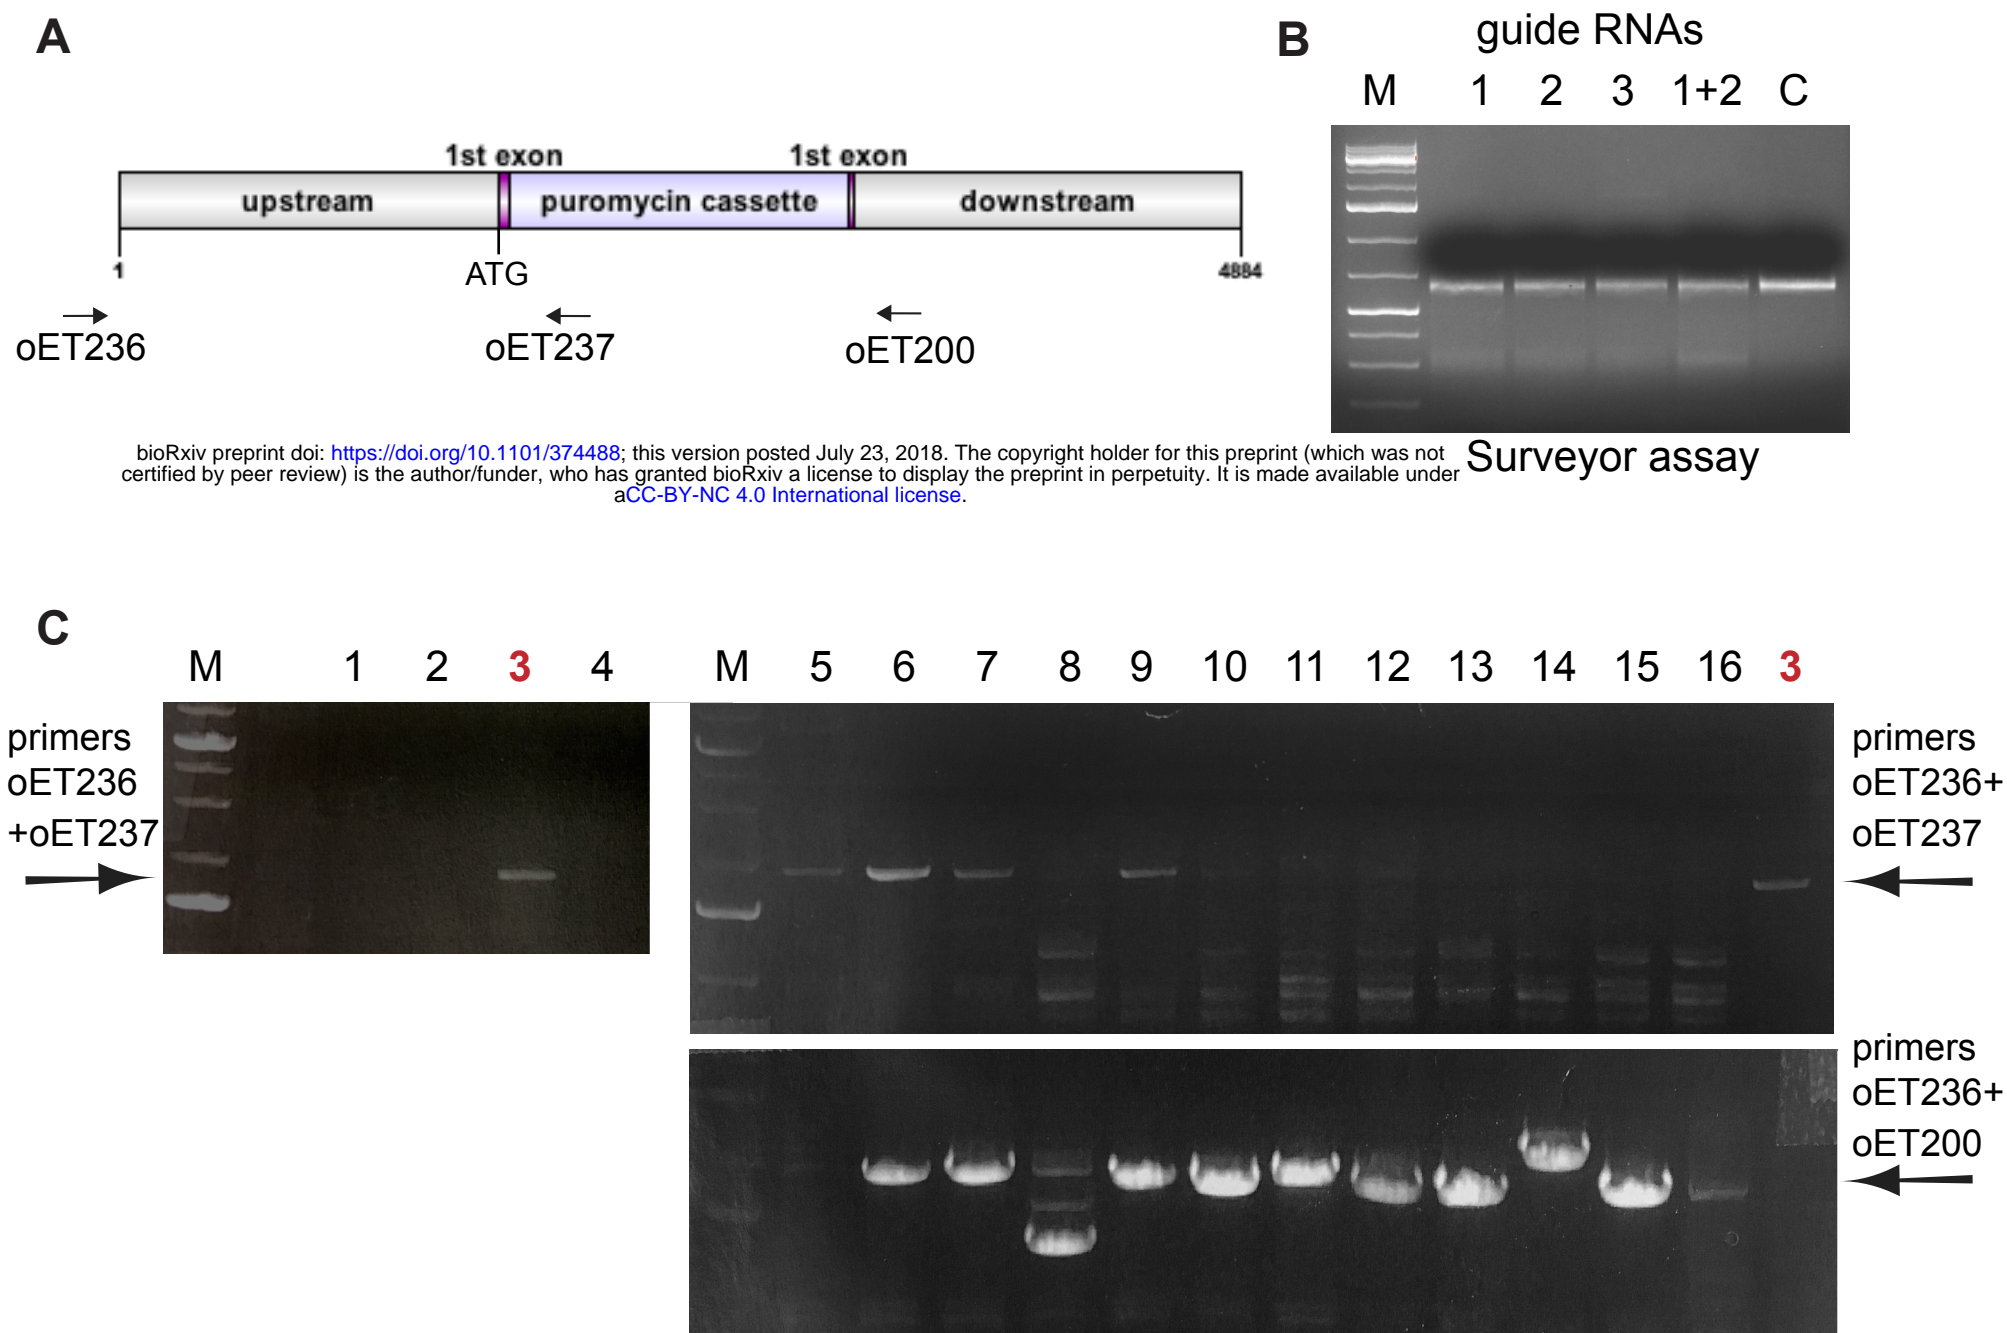 A
1st exon 1st exon
upstream puromycin cassette downstream
1 ATG 4884
oET236 oET237 oET200
B
guide RNAs
M 1 2 3 1+2 C
Surveyor assay
bioRxiv preprint doi: https://doi.org/10.1101/374488; this version posted July 23, 2018. The copyright holder for this preprint (which was not
certified by peer review) is the author/funder, who has granted bioRxiv a license to display the preprint in perpetuity. It is made available under
aCC-BY-NC 4.0 International license.
C
M 1 2 3 4 M 5 6 7 8 9 10 11 12 13 14 15 16 3
primers
oET236
+oET237
primers
oET236+
oET237
primers
oET236+
oET200